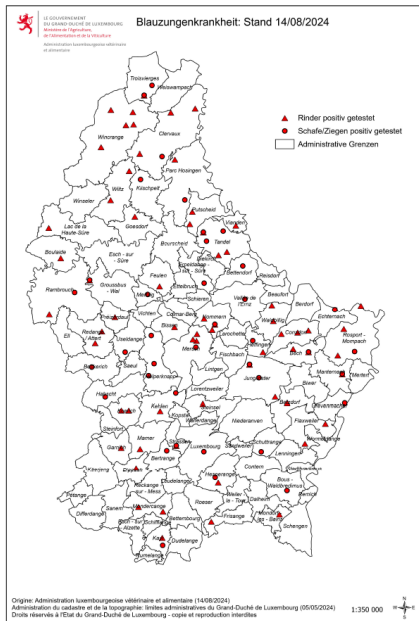 LE GOUVERNEMENT
DU GRAND-DUCHÉ DE LUXEMBOURG
Ministère de l'Agriculture,
de l'Alimentation et de la Viticulture
Administration luxembourgeoise vétérinaire
et alimentaire
Blauzungenkrankheit: Stand 14/08/2024
Rinder positiv getestet
Schafe/Ziegen positiv getestet
Administrative Grenzen
Troisvierges
Weiswampach
Clervaux
Wincrange
Parc Hosingen
Wiltz
Kiischpelt
Winseler
Putscheid
Lac de la
Haute-Sûre
Goesdorf
Vianden
Tandel
Bourscheid
Boulaide
Esch - sur
- Sûre
Diekirch
Bettendorf
Reisdorf
Feulen
Ettelbruck
Rambrouch
Groussbus
- Wal
Schieren
Vallée de
l'Ernz
Beaufort
Berdorf
Echternach
Vichten
Colmar-Berg
Nommern
Bissen
Ell
Useldange
Larochette
Consdorf
Rosport -
Mompach
Mersch
Fischbach
Bech
Saeul
Lintgen
Junglinster
Manternach
Mertert
Biwer
Helperknapp
Lorentzweiler
Betzdorf
Grevenmacher
Kehlen
Steinsel
Kopstal
Walferdange
Niederanven
Flaxweiler
Steinfort
Mamer
Strassen
Luxembourg
Sandweiler
Schuttrange
Wormeldange
Lenningen
Bertrange
Garnich
Käerjeng
Dippach
Contern
Stadtbredimus
Hesperange
Bous -
Waldbredimus
Remich
Reckange
- sur - Mess
Leudelange
Weiler
- la - Tour
Dalheim
Pétange
Sanem
Mondercange
Roeser
Differdange
Bettembourg
Frisange
Mondorf
- les - Bains
Schengen
Esch - sur
- Alzette
Schifflange
Kayl
Dudelange
Rumelange
Origine: Administration luxembourgeoise vétérinaire et alimentaire (14/08/2024)
Administration du cadastre et de la topographie: limites administratives du Grand-Duché de Luxembourg (05/05/2024)
Droits réservés à l'Etat du Grand-Duché de Luxembourg - copie et reproduction interdites
1:350 000
N
W
E
S